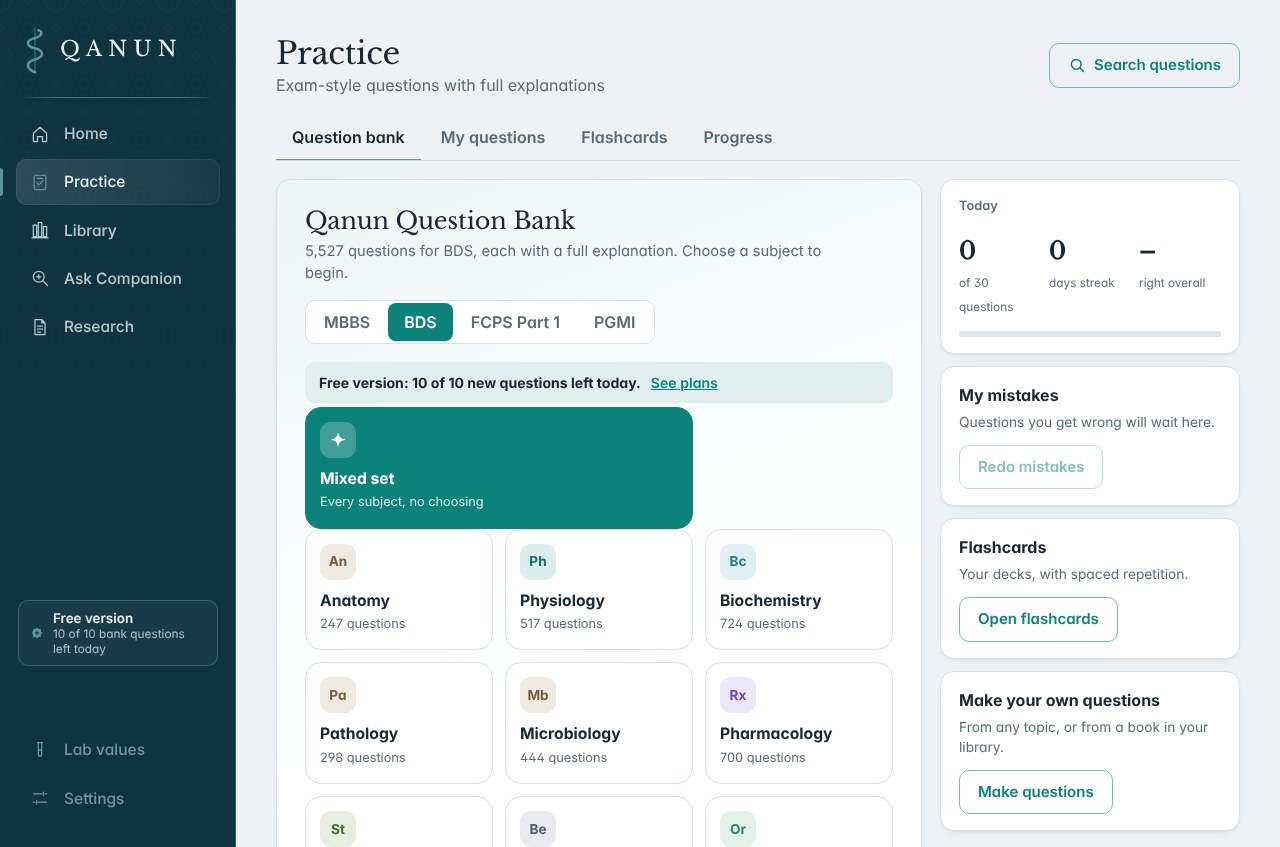 QANUN
Home
Practice
Library
Ask Companion
Research
Free version
10 of 10 bank questions
left today
Lab values
Settings
Practice
Exam-style questions with full explanations
Search questions
Question bank
My questions
Flashcards
Progress
Qanun Question Bank
5,527 questions for BDS, each with a full explanation. Choose a subject to
begin.
MBBS
BDS
FCPS Part 1
PGMI
Free version: 10 of 10 new questions left today. See plans
Mixed set
Every subject, no choosing
An
Anatomy
247 questions
Ph
Physiology
517 questions
Bc
Biochemistry
724 questions
Pa
Pathology
298 questions
Mb
Microbiology
444 questions
Rx
Pharmacology
700 questions
St
Be
Or
Today
0
of 30
questions
0
days streak
–
right overall
My mistakes
Questions you get wrong will wait here.
Redo mistakes
Flashcards
Your decks, with spaced repetition.
Open flashcards
Make your own questions
From any topic, or from a book in your
library.
Make questions